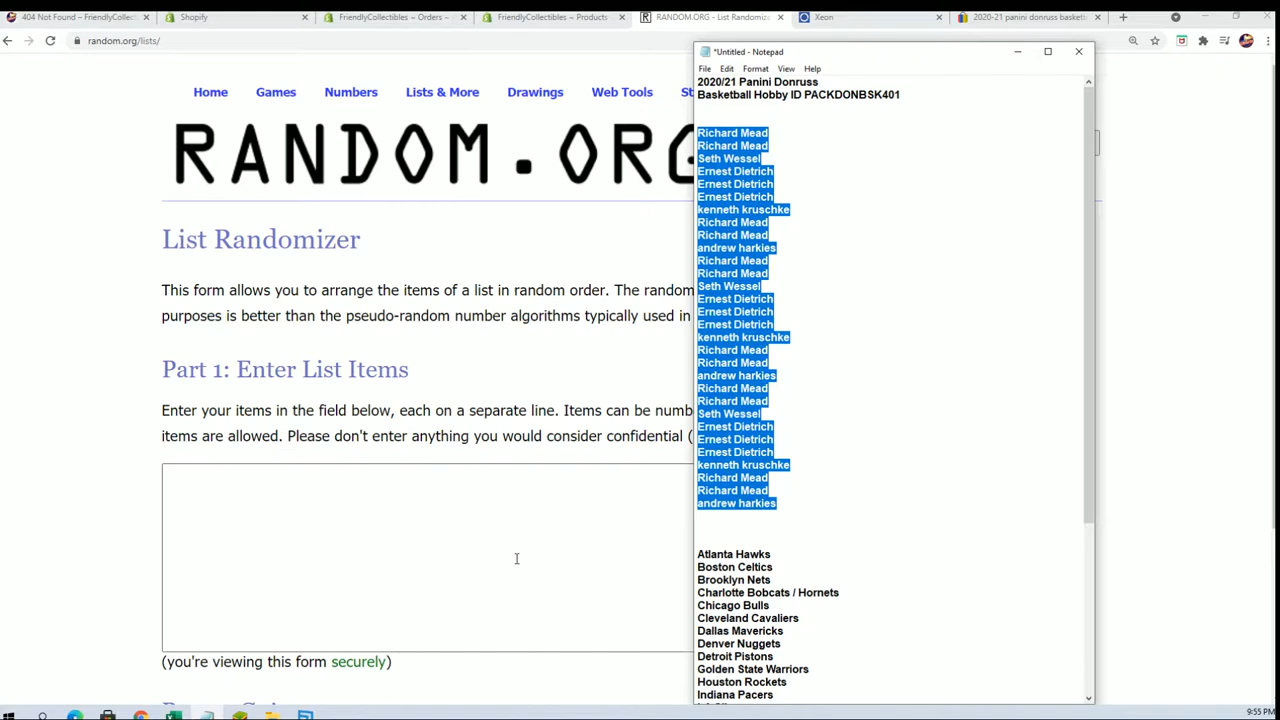 404 Not Found – FriendlyCollect
Shopify
FriendlyCollectibles – Orders –
FriendlyCollectibles – Products
RANDOM.ORG - List Randomize
Xeon
2020-21 panini donruss basketb
random.org/lists/
Home
Games
Numbers
Lists & More
Drawings
Web Tools
St
RANDOM.ORG
List Randomizer
This form allows you to arrange the items of a list in random order. The random
purposes is better than the pseudo-random number algorithms typically used in
Part 1: Enter List Items
Enter your items in the field below, each on a separate line. Items can be numb
items are allowed. Please don't enter anything you would consider confidential (
(you're viewing this form securely)
*Untitled - Notepad
File Edit Format View Help
2020/21 Panini Donruss
Basketball Hobby ID PACKDONBSK401
Richard Mead
Richard Mead
Seth Wessel
Ernest Dietrich
Ernest Dietrich
Ernest Dietrich
kenneth kruschke
Richard Mead
Richard Mead
andrew harkies
Richard Mead
Richard Mead
Seth Wessel
Ernest Dietrich
Ernest Dietrich
Ernest Dietrich
kenneth kruschke
Richard Mead
Richard Mead
andrew harkies
Richard Mead
Richard Mead
Seth Wessel
Ernest Dietrich
Ernest Dietrich
Ernest Dietrich
kenneth kruschke
Richard Mead
Richard Mead
andrew harkies
Atlanta Hawks
Boston Celtics
Brooklyn Nets
Charlotte Bobcats / Hornets
Chicago Bulls
Cleveland Cavaliers
Dallas Mavericks
Denver Nuggets
Detroit Pistons
Golden State Warriors
Houston Rockets
Indiana Pacers
9:55 PM